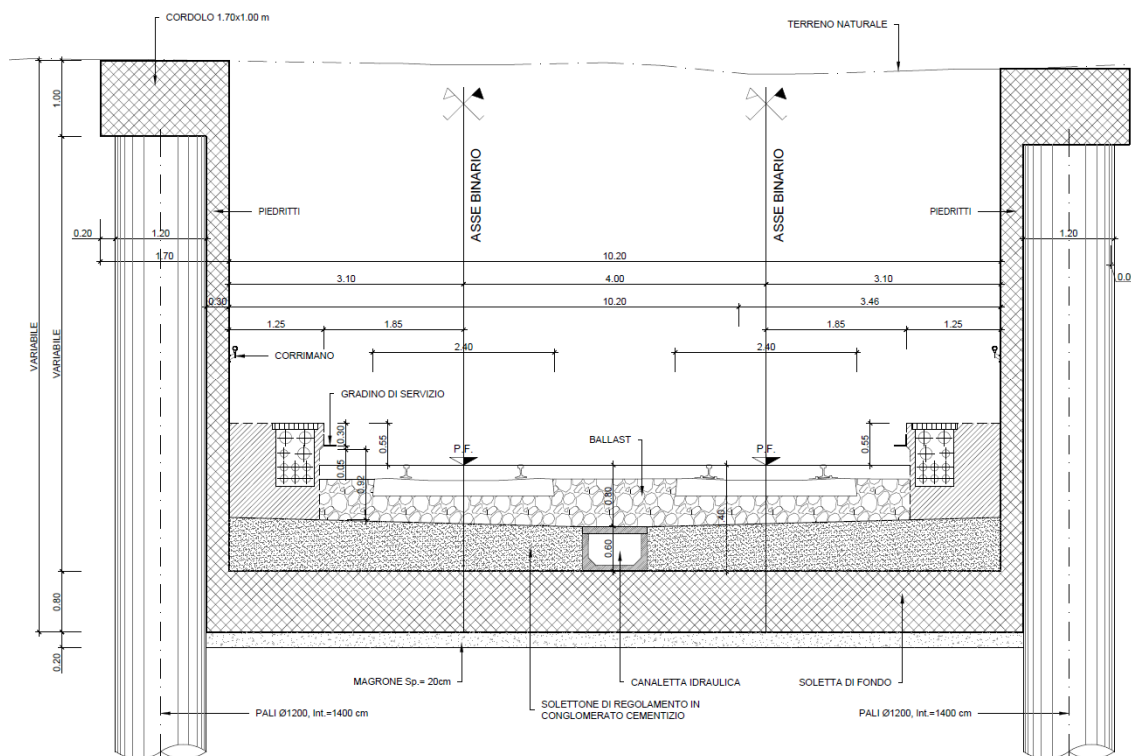 CORDOLO 1.70x1.00 m
TERRENO NATURALE
1.00
ASSE BINARIO
ASSE BINARIO
PIEDRITTI
PIEDRITTI
0.20
1.20
1.20
1.70
10.20
0.0
3.10
4.00
3.10
0.30
10.20
3.46
1.25
1.85
1.85
1.25
VARIABILE
VARIABILE
2.40
2.40
CORRIMANO
GRADINO DI SERVIZIO
0.30
0.55
BALLAST
0.55
P.F.
P.F.
0.05
0.92
0.80
.40
0.60
0.80
0.20
MAGRONE Sp.= 20cm
CANALETTA IDRAULICA
SOLETTA DI FONDO
SOLETTONE DI REGOLAMENTO IN
CONGLOMERATO CEMENTIZIO
PALI Ø1200, Int.=1400 cm
PALI Ø1200, Int.=1400 cm